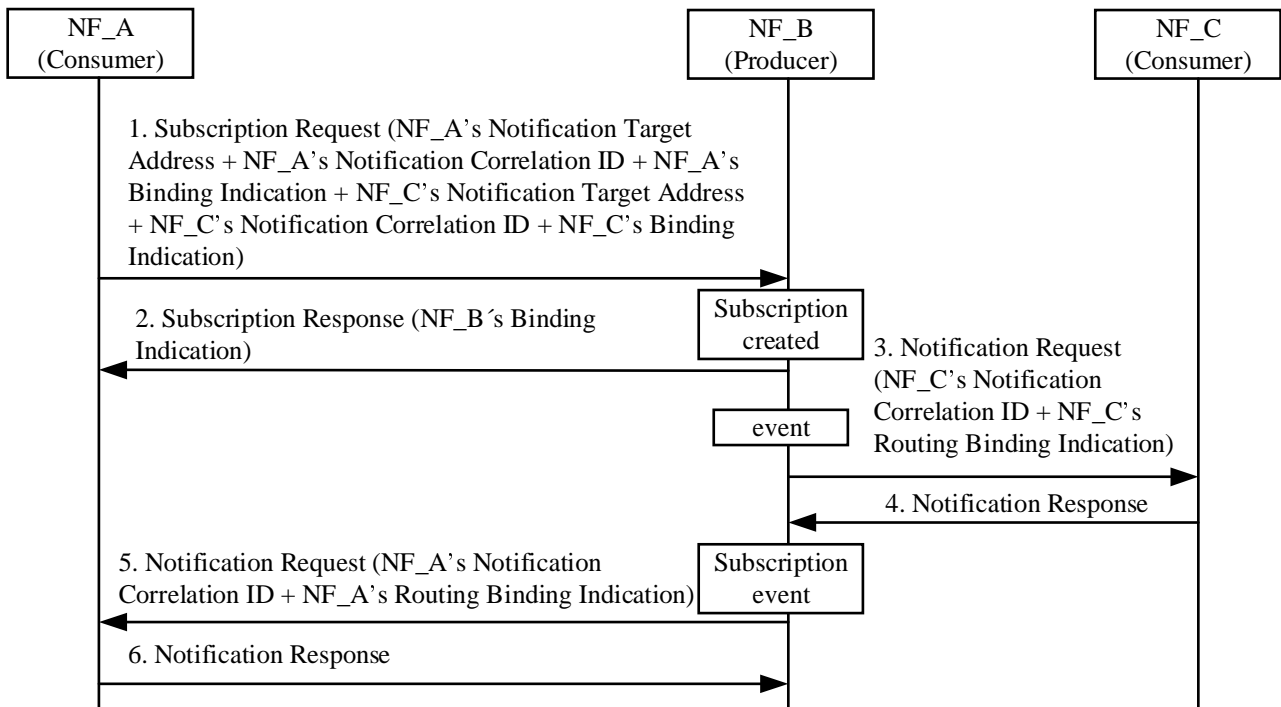 NF_A
(Consumer)
NF_B
(Producer)
NF_C
(Consumer)
1. Subscription Request (NF_A’s Notification Target
Address + NF_A’s Notification Correlation ID + NF_A’s
Binding Indication + NF_C’s Notification Target Address
+ NF_C’s Notification Correlation ID + NF_C’s Binding
Indication)
Subscription
created
2. Subscription Response (NF_B´s Binding
Indication)
event
3. Notification Request
(NF_C’s Notification
Correlation ID + NF_C’s
Routing Binding Indication)
4. Notification Response
Subscription
event
5. Notification Request (NF_A’s Notification
Correlation ID + NF_A’s Routing Binding Indication)
6. Notification Response